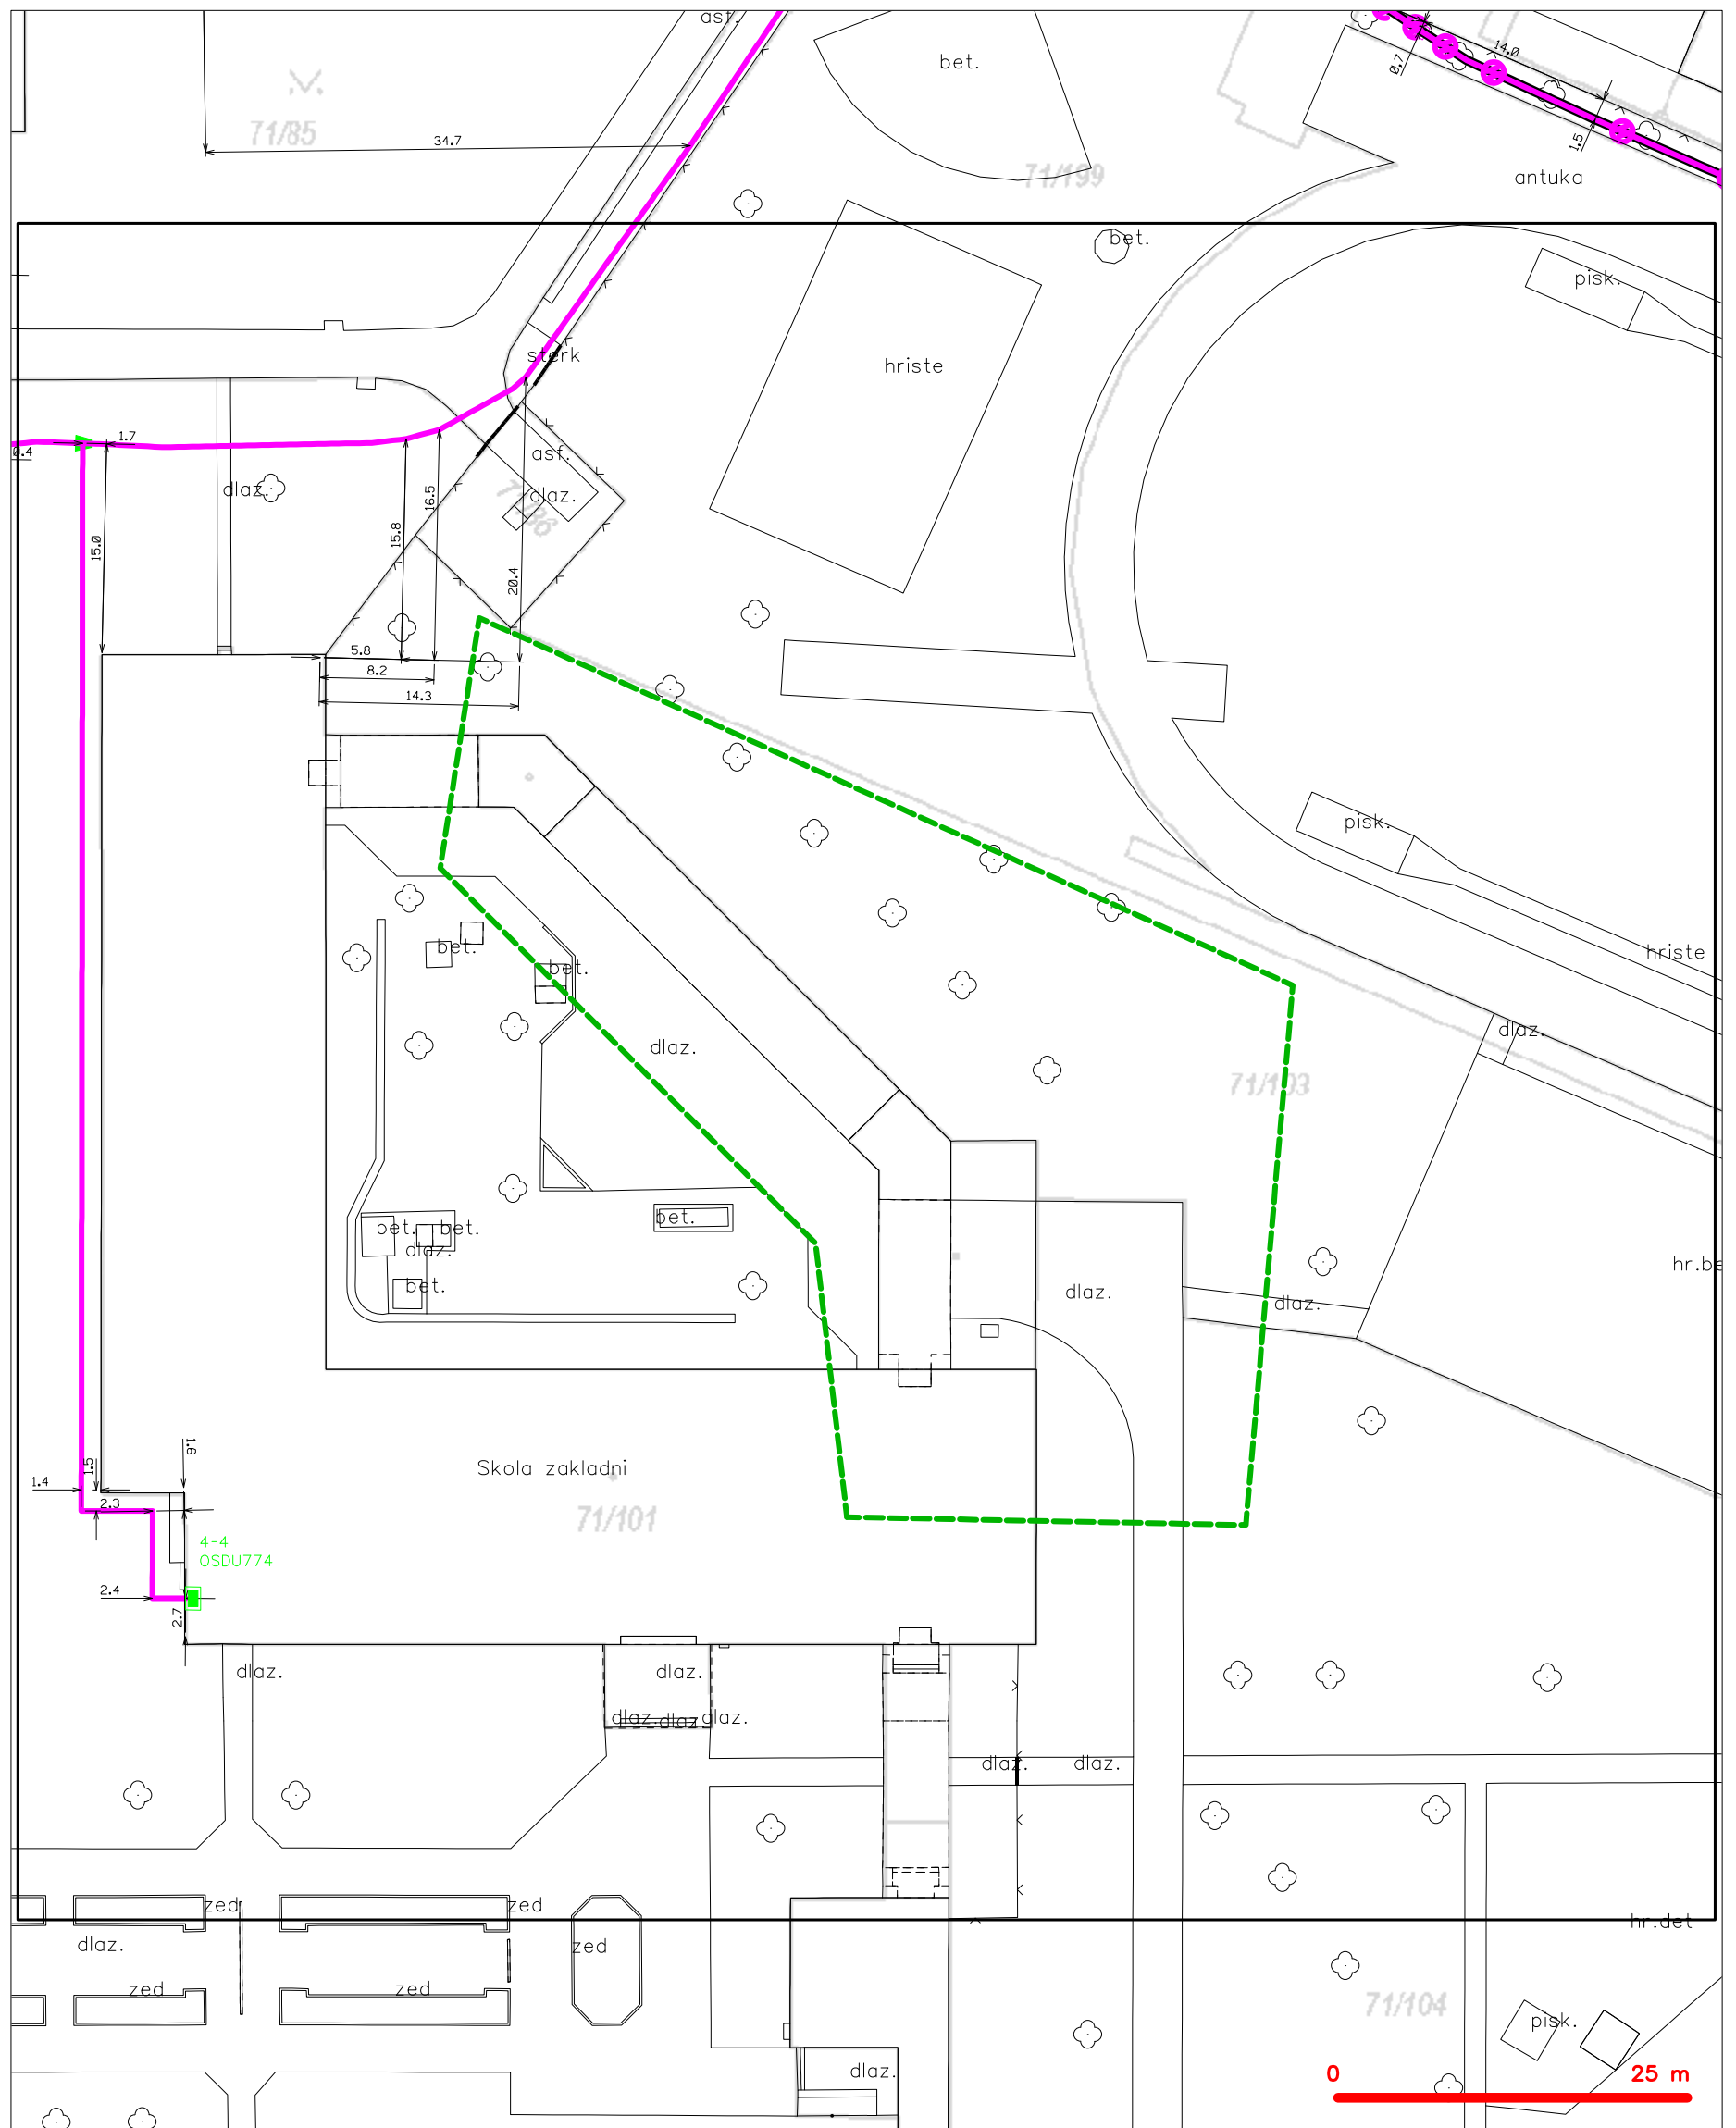 asf.
bet.
14.0
0.7
71/85
34.7
71/199
1.5
antuka
bet.
pisk.
sterk
hriste
1.7
0.4
asf.
dlaz.
dlaz.
71/86
16.5
15.8
15.0
20.4
5.8
8.2
14.3
pisk.
bet.
hriste
bet.
dlaz.
dlaz.
71/103
bet.
bet.
bet.
dlaz.
hr.be
bet.
dlaz.
dlaz.
1.6
Skola zakladni
1.5
1.4
2.3
71/101
4-4
OSDU774
2.4
2.7
dlaz.
dlaz.
dlaz.
dlaz
dlaz.
dlaz.
dlaz.
zed
zed
hr.det
dlaz.
zed
zed
zed
71/104
pisk.
dlaz.
0
25 m